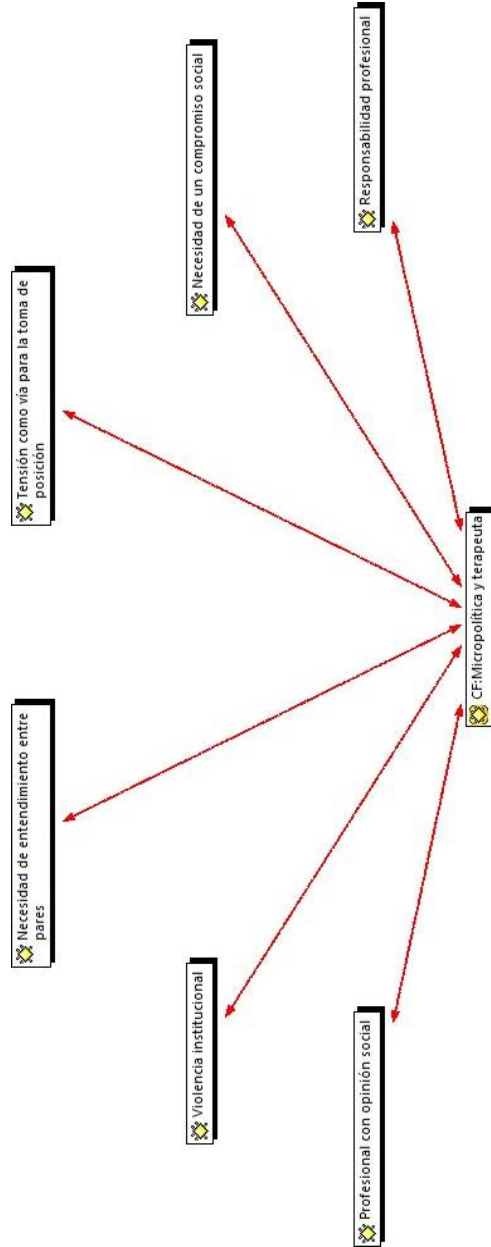 Necesidad de entendimiento entre
pares
Tensión como vía para la toma de
posición
Violencia institucional
Necesidad de un compromiso social
Profesional con opinión social
Responsabilidad profesional
CF:Micropolítica y terapeuta